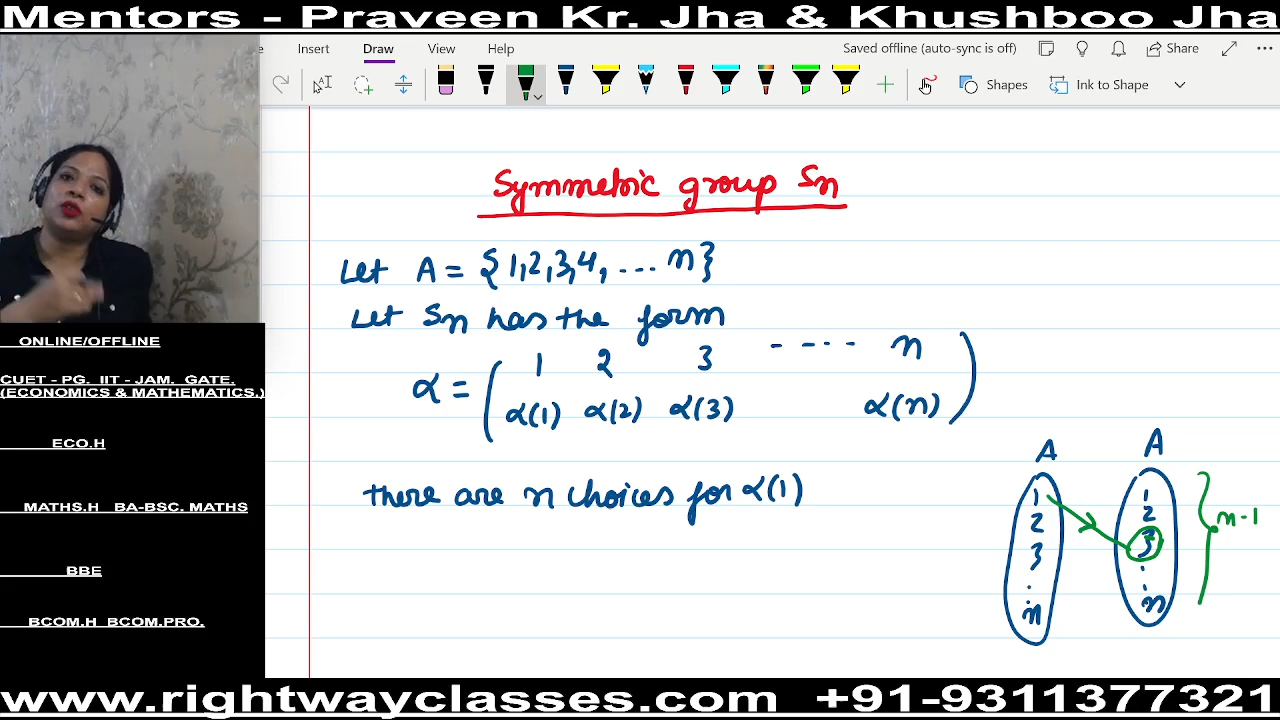 Mentors - Praveen Kr. Jha & Khushboo Jha
Insert Draw View Help Saved offline (auto-sync is off) Share
Shapes Ink to Shape
Symmetric group Sn
Let A = {1,2,3,4, .... n}
Let Sn has the form
α = ( 1 2 3 ----- n )
α(1) α(2) α(3) α(n)
there are n choices for α(1)
A A
1 1
2 2
3 3
n n
n-1
ONLINE/OFFLINE
CUET - PG. IIT - JAM. GATE.
(ECONOMICS & MATHEMATICS.)
ECO.H
MATHS.H BA-BSC. MATHS
BBE
BCOM.H BCOM.PRO.
www.rightwayclasses.com +91-9311377321